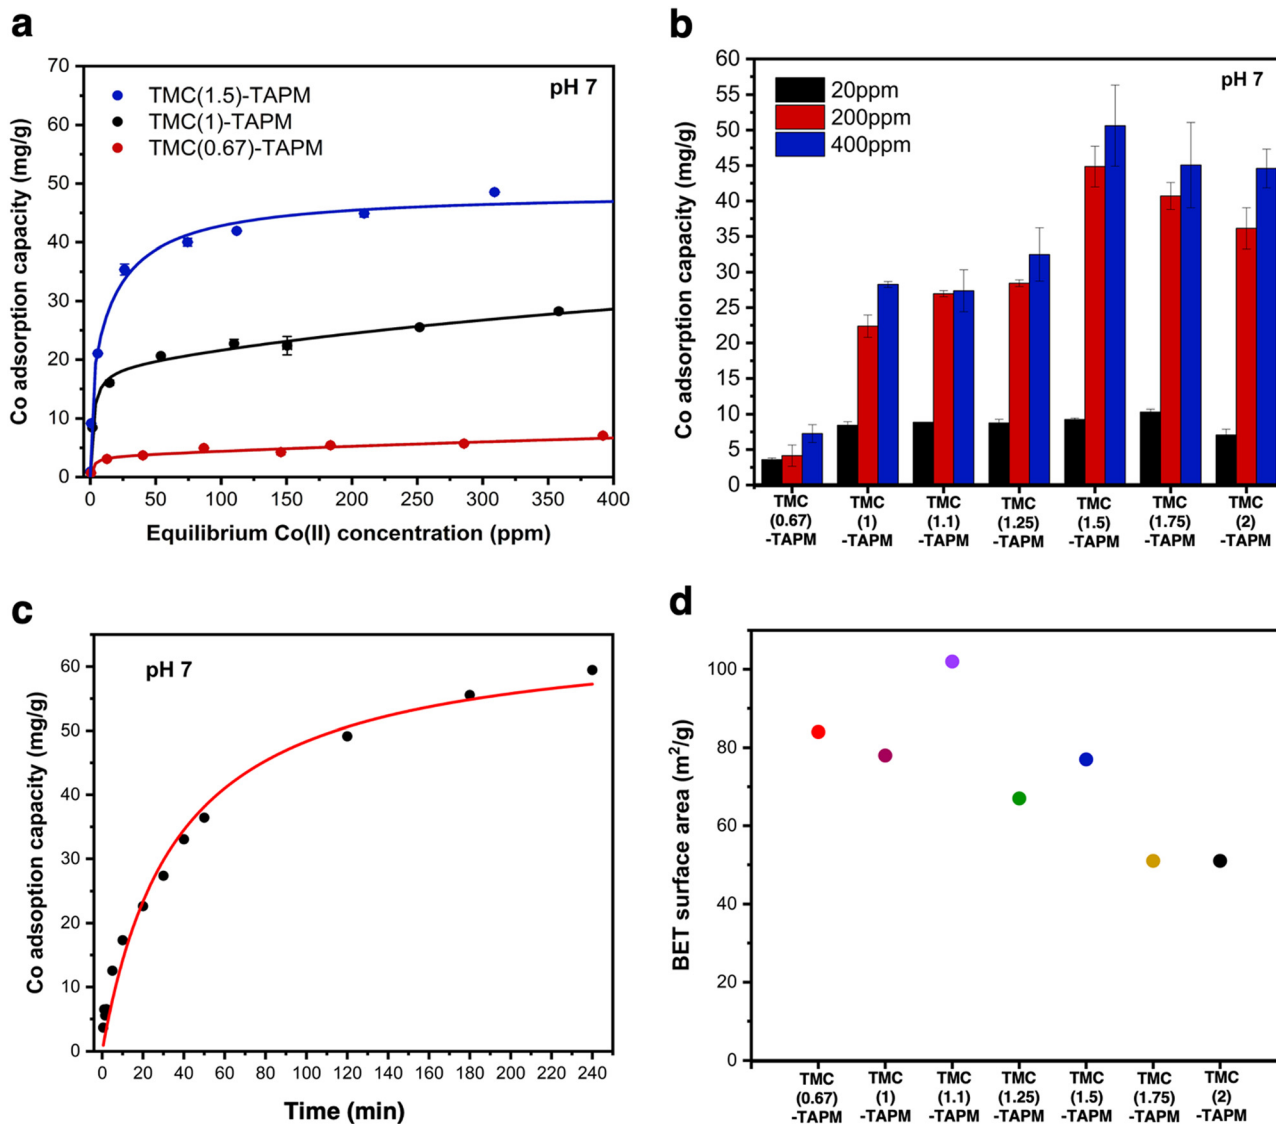 a
70
60
50
40
30
20
10
0
Co adsorption capacity (mg/g)
TMC(1.5)-TAPM
TMC(1)-TAPM
TMC(0.67)-TAPM
pH 7
0 50 100 150 200 250 300 350 400
Equilibrium Co(II) concentration (ppm)
b
60
55
50
45
40
35
30
25
20
15
10
5
0
Co adsorption capacity (mg/g)
20ppm
200ppm
400ppm
pH 7
TMC TMC TMC TMC TMC TMC TMC
(0.67) (1) (1.1) (1.25) (1.5) (1.75) (2)
-TAPM -TAPM -TAPM -TAPM -TAPM -TAPM -TAPM
c
60
50
40
30
20
10
0
Co adsoption capacity (mg/g)
pH 7
0 20 40 60 80 100 120 140 160 180 200 220 240
Time (min)
d
100
80
60
40
20
0
BET surface area (m²/g)
TMC TMC TMC TMC TMC TMC TMC
(0.67) (1) (1.1) (1.25) (1.5) (1.75) (2)
-TAPM -TAPM -TAPM -TAPM -TAPM -TAPM -TAPM